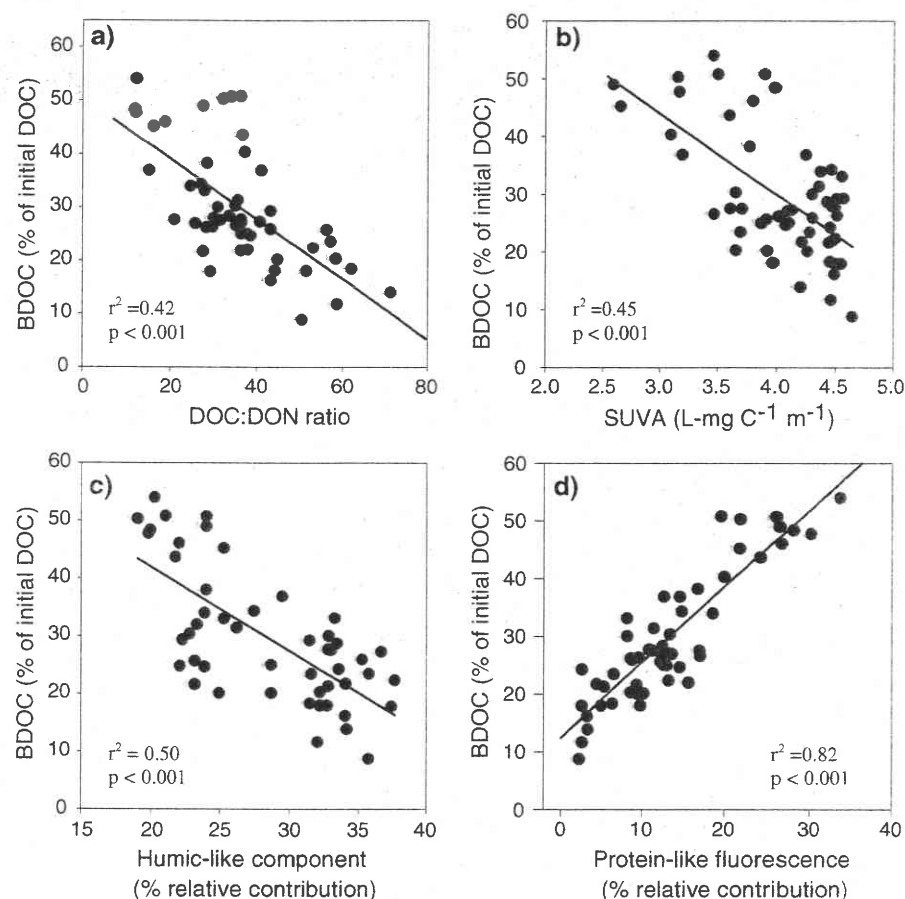 a)
60
50
40
30
20
10
0
BDOC (% of initial DOC)
r² =0.42
p < 0.001
0 20 40 60 80
DOC:DON ratio
b)
60
50
40
30
20
10
0
BDOC (% of initial DOC)
r² =0.45
p < 0.001
2.0 2.5 3.0 3.5 4.0 4.5 5.0
SUVA (L-mg C⁻¹ m⁻¹)
c)
60
50
40
30
20
10
0
BDOC (% of initial DOC)
r² = 0.50
p < 0.001
15 20 25 30 35 40
Humic-like component
(% relative contribution)
d)
60
50
40
30
20
10
0
BDOC (% of initial DOC)
r² =0.82
p < 0.001
0 10 20 30 40
Protein-like fluorescence
(% relative contribution)